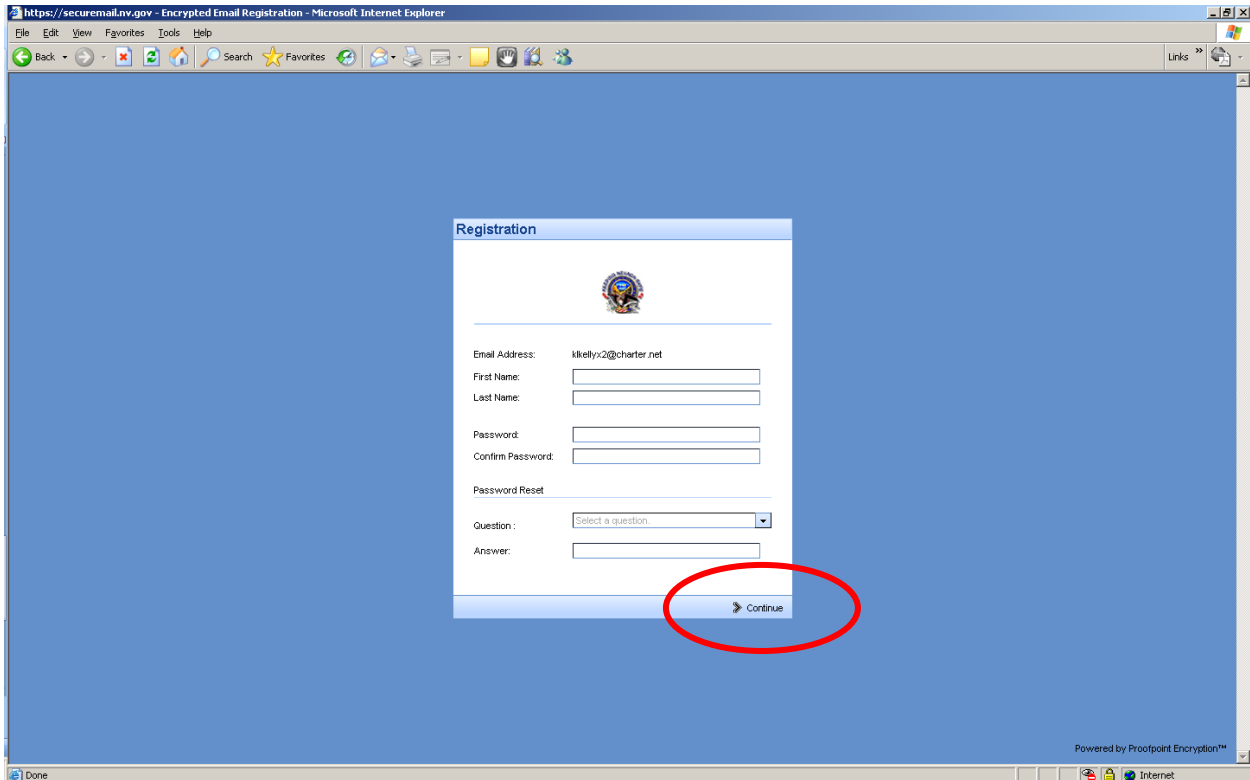 https://securemail.nv.gov - Encrypted Email Registration - Microsoft Internet Explorer
File Edit View Favorites Tools Help
Back Search Favorites Links »
Registration
Email Address: klkellyx2@charter.net
First Name:
Last Name:
Password:
Confirm Password:
Password Reset
Question : Select a question.
Answer:
Continue
Powered by Proofpoint Encryption™
Done Internet